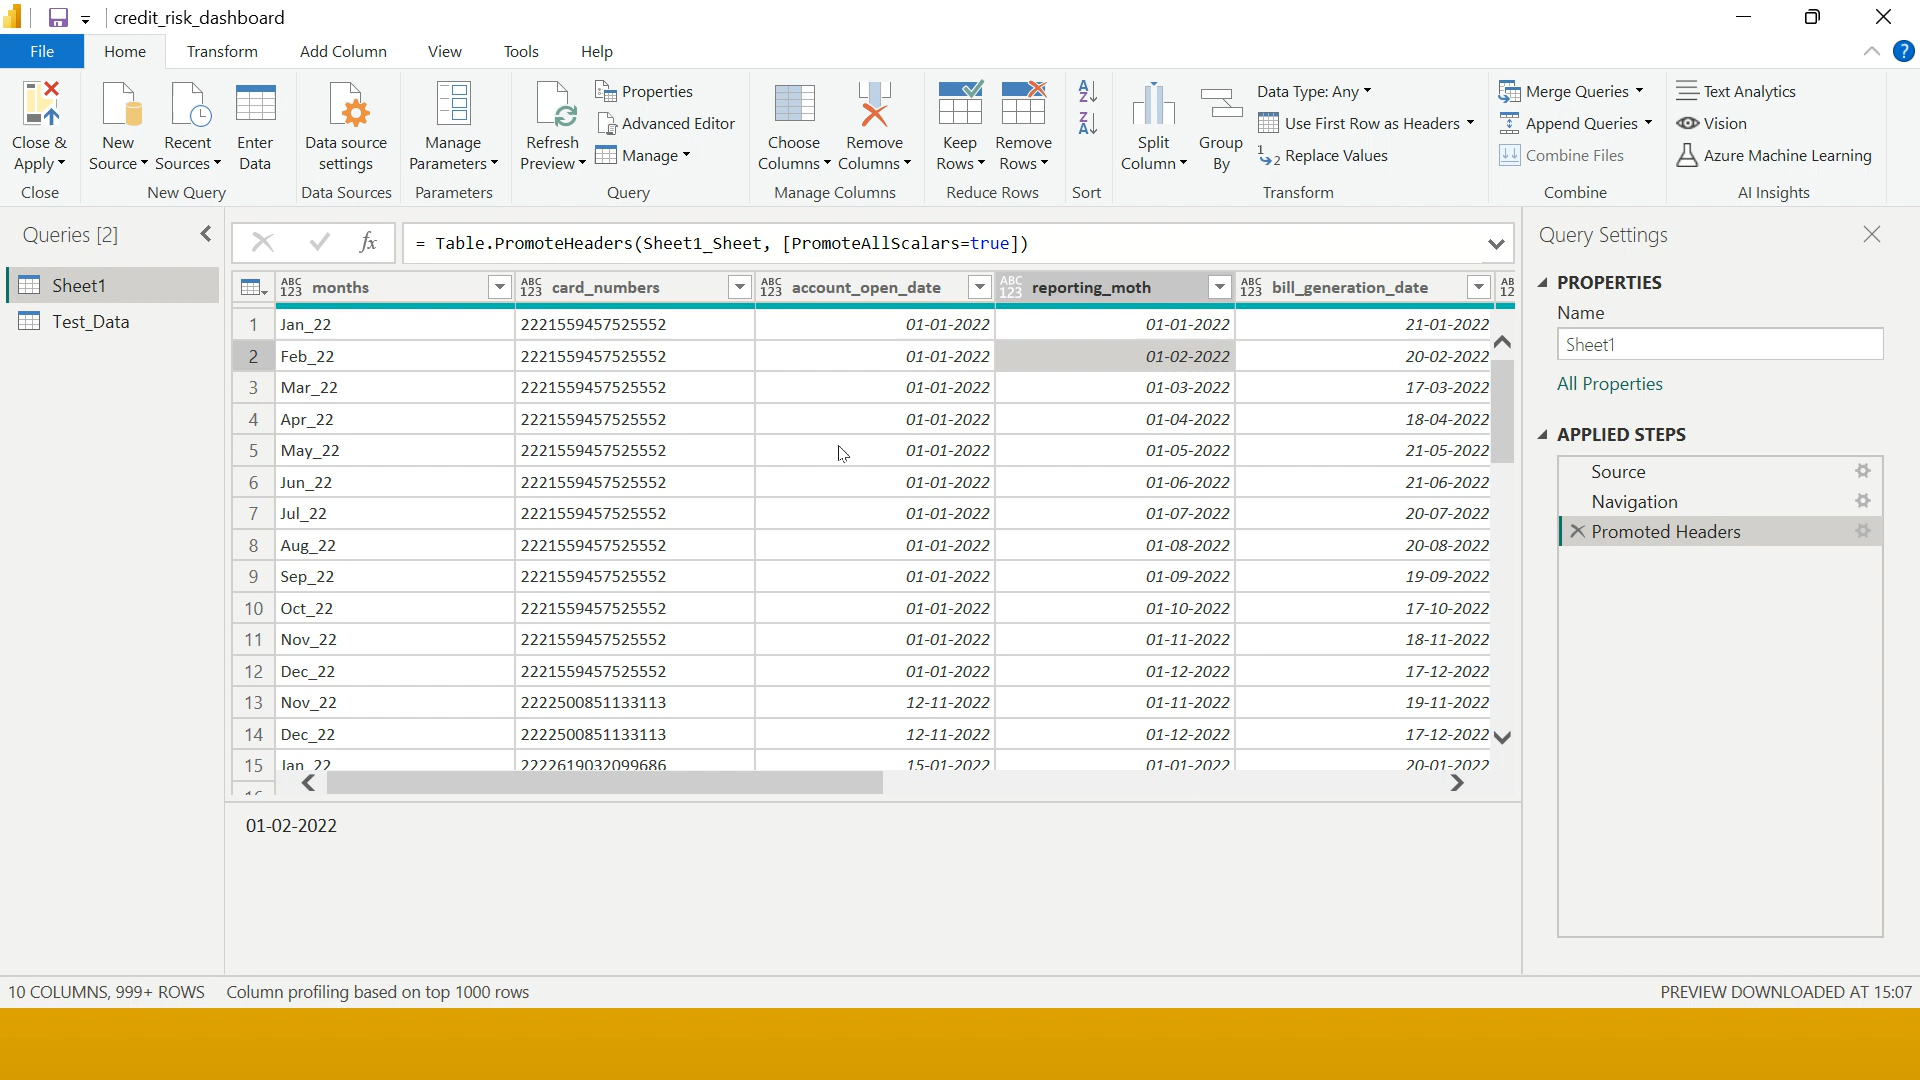 credit_risk_dashboard
File Home Transform Add Column View Tools Help ?
Close & Apply
New Source
Recent Sources
Enter Data
Data source settings
Manage Parameters
Refresh Preview
Properties
Advanced Editor
Manage
Choose Columns
Remove Columns
Keep Rows
Remove Rows
A Z
Z A
Split Column
Group By
Data Type: Any
Use First Row as Headers
1 2 Replace Values
Merge Queries
Append Queries
Combine Files
Text Analytics
Vision
Azure Machine Learning
Close New Query Data Sources Parameters Query Manage Columns Reduce Rows Sort Transform Combine AI Insights
Queries [2]
Sheet1
Test_Data
fx = Table.PromoteHeaders(Sheet1_Sheet, [PromoteAllScalars=true])
ABC 123 months ABC 123 card_numbers ABC 123 account_open_date ABC 123 reporting_moth ABC 123 bill_generation_date AB 12
1 Jan_22 2221559457525552 01-01-2022 01-01-2022 21-01-2022
2 Feb_22 2221559457525552 01-01-2022 01-02-2022 20-02-2022
3 Mar_22 2221559457525552 01-01-2022 01-03-2022 17-03-2022
4 Apr_22 2221559457525552 01-01-2022 01-04-2022 18-04-2022
5 May_22 2221559457525552 01-01-2022 01-05-2022 21-05-2022
6 Jun_22 2221559457525552 01-01-2022 01-06-2022 21-06-2022
7 Jul_22 2221559457525552 01-01-2022 01-07-2022 20-07-2022
8 Aug_22 2221559457525552 01-01-2022 01-08-2022 20-08-2022
9 Sep_22 2221559457525552 01-01-2022 01-09-2022 19-09-2022
10 Oct_22 2221559457525552 01-01-2022 01-10-2022 17-10-2022
11 Nov_22 2221559457525552 01-01-2022 01-11-2022 18-11-2022
12 Dec_22 2221559457525552 01-01-2022 01-12-2022 17-12-2022
13 Nov_22 2222500851133113 12-11-2022 01-11-2022 19-11-2022
14 Dec_22 2222500851133113 12-11-2022 01-12-2022 17-12-2022
15 Jan_22 2222619032099686 15-01-2022 01-01-2022 20-01-2022
16
01-02-2022
Query Settings
PROPERTIES
Name
Sheet1
All Properties
APPLIED STEPS
Source
Navigation
Promoted Headers
10 COLUMNS, 999+ ROWS Column profiling based on top 1000 rows PREVIEW DOWNLOADED AT 15:07